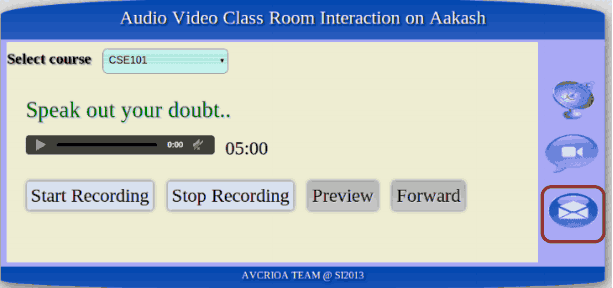 Audio Video Class Room Interaction on Aakash
Select course CSE101
Speak out your doubt..
0:00 05:00
Start Recording Stop Recording Preview Forward
AVCRIOA TEAM @ SI2013